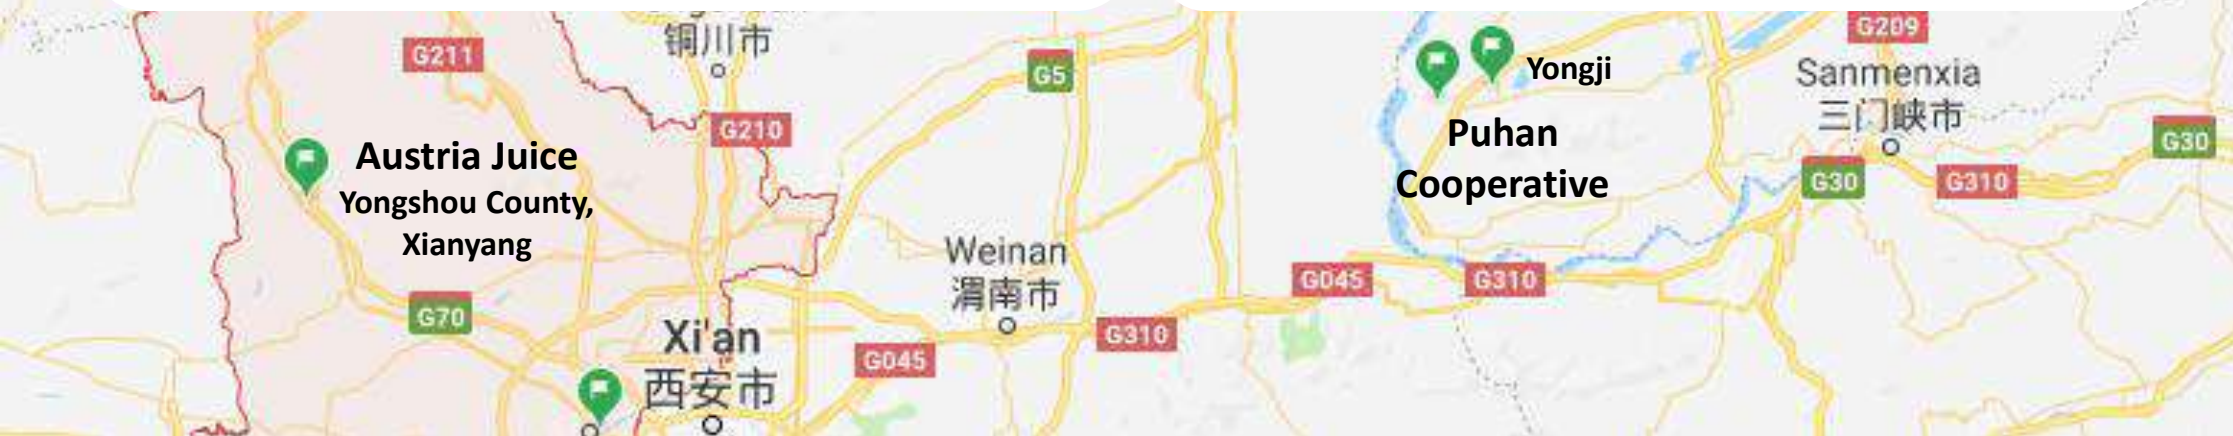 铜川市
G211
G5
G209
Yongji
Sanmenxia
三门峡市
G210
Puhan
Cooperative
G30
G30
G310
Austria Juice
Yongshou County,
Xianyang
Weinan
渭南市
G045
G310
G70
G310
G045
Xi'an
西安市